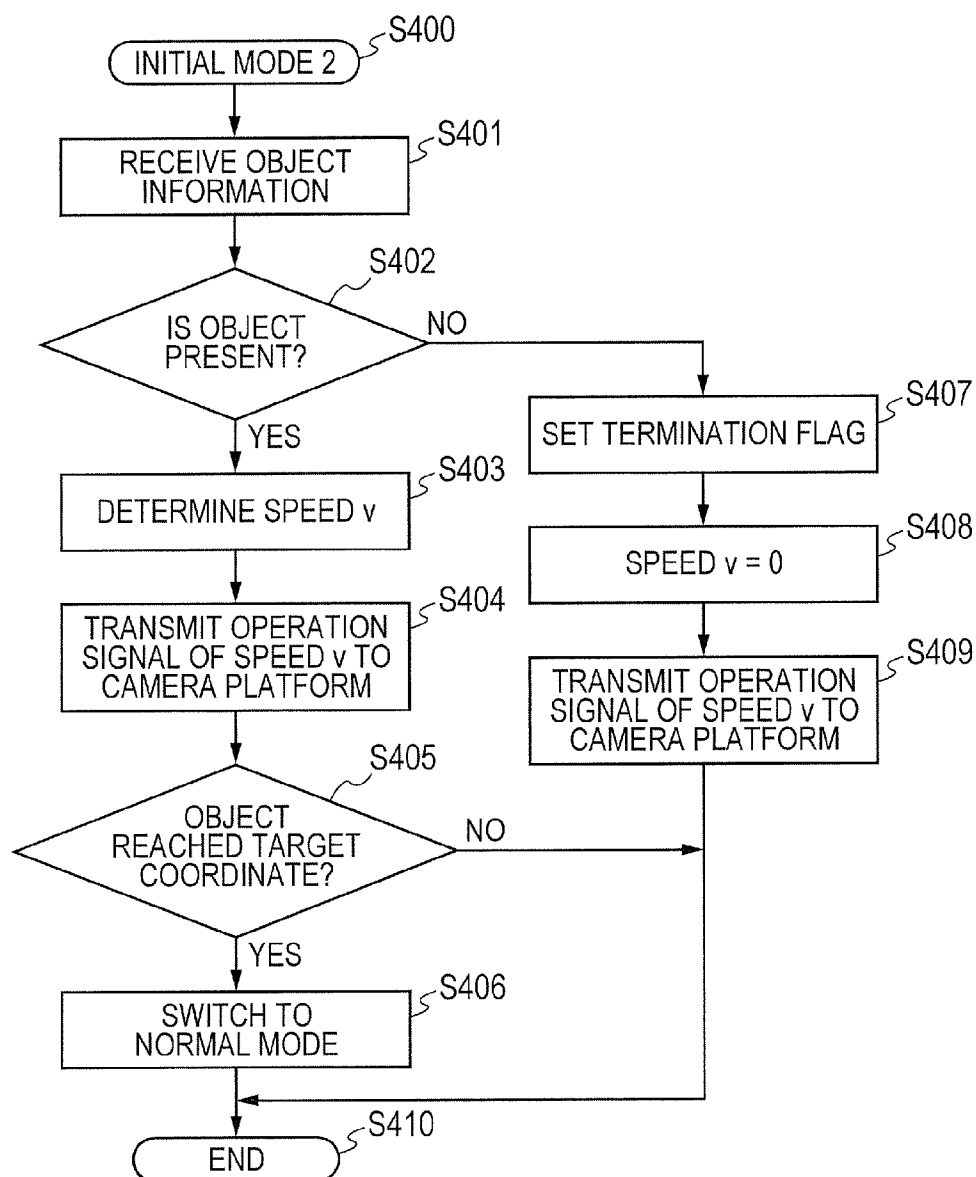 S400
INITIAL MODE 2
S401
RECEIVE OBJECT
INFORMATION
S402
IS OBJECT
PRESENT?
NO
YES
S403
DETERMINE SPEED v
S404
TRANSMIT OPERATION
SIGNAL OF SPEED v TO
CAMERA PLATFORM
S405
OBJECT
REACHED TARGET
COORDINATE?
NO
YES
S406
SWITCH TO
NORMAL MODE
S407
SET TERMINATION FLAG
S408
SPEED v = 0
S409
TRANSMIT OPERATION
SIGNAL OF SPEED v TO
CAMERA PLATFORM
S410
END